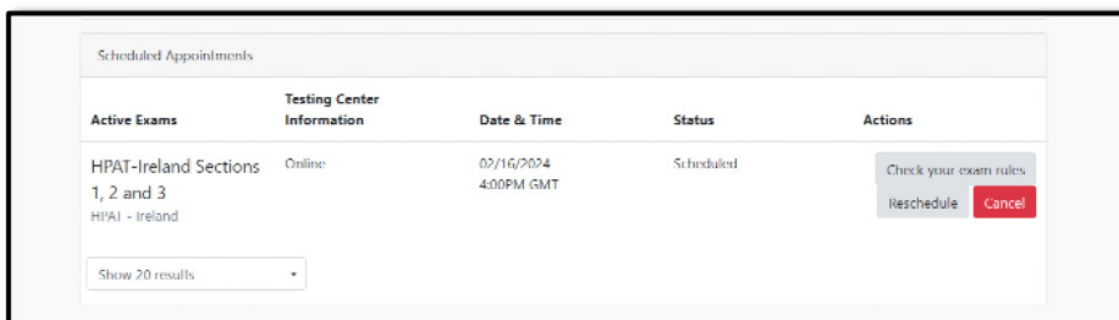 Scheduled Appointments
Active Exams
Testing Center
Information
Date & Time
Status
Actions
HPAT-Ireland Sections
1, 2 and 3
HPAT - Ireland
Online
02/16/2024
4:00PM GMT
Scheduled
Check your exam rules
Reschedule
Cancel
Show 20 results